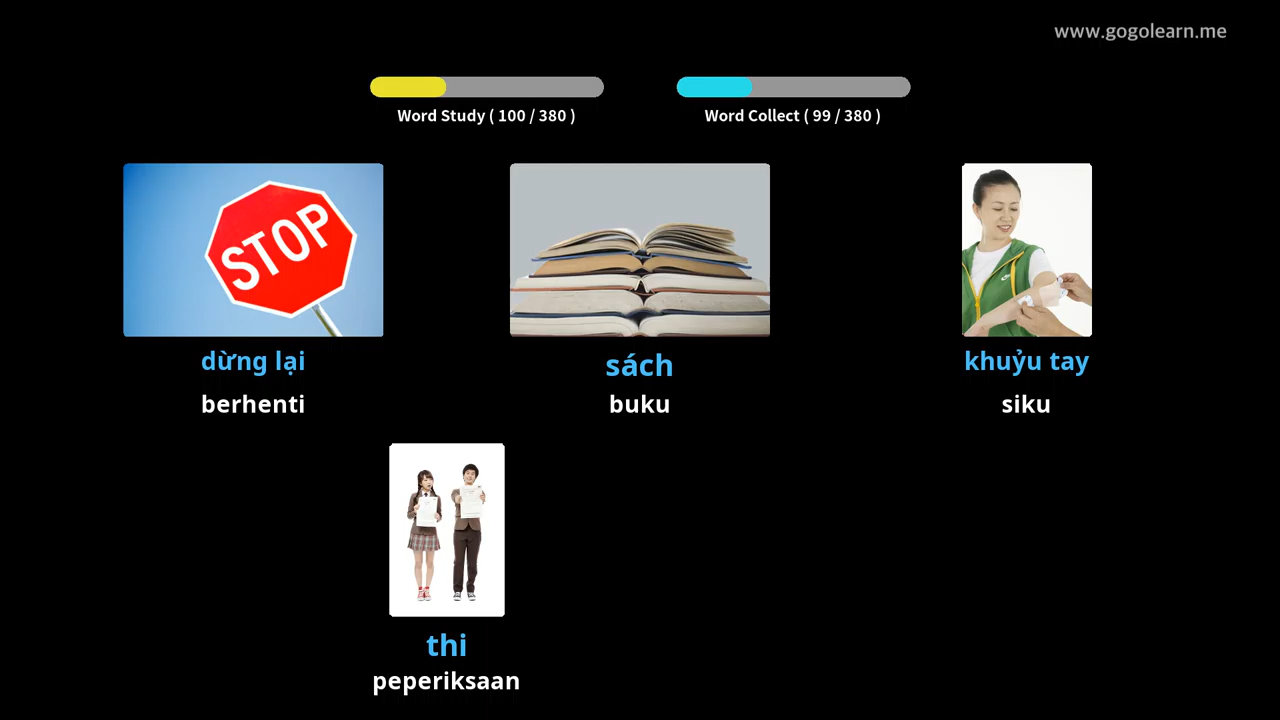 www.gogolearn.me
Word Study ( 100 / 380 )
Word Collect ( 99 / 380 )
STOP
dừng lại
berhenti
sách
buku
khuỷu tay
siku
thi
peperiksaan